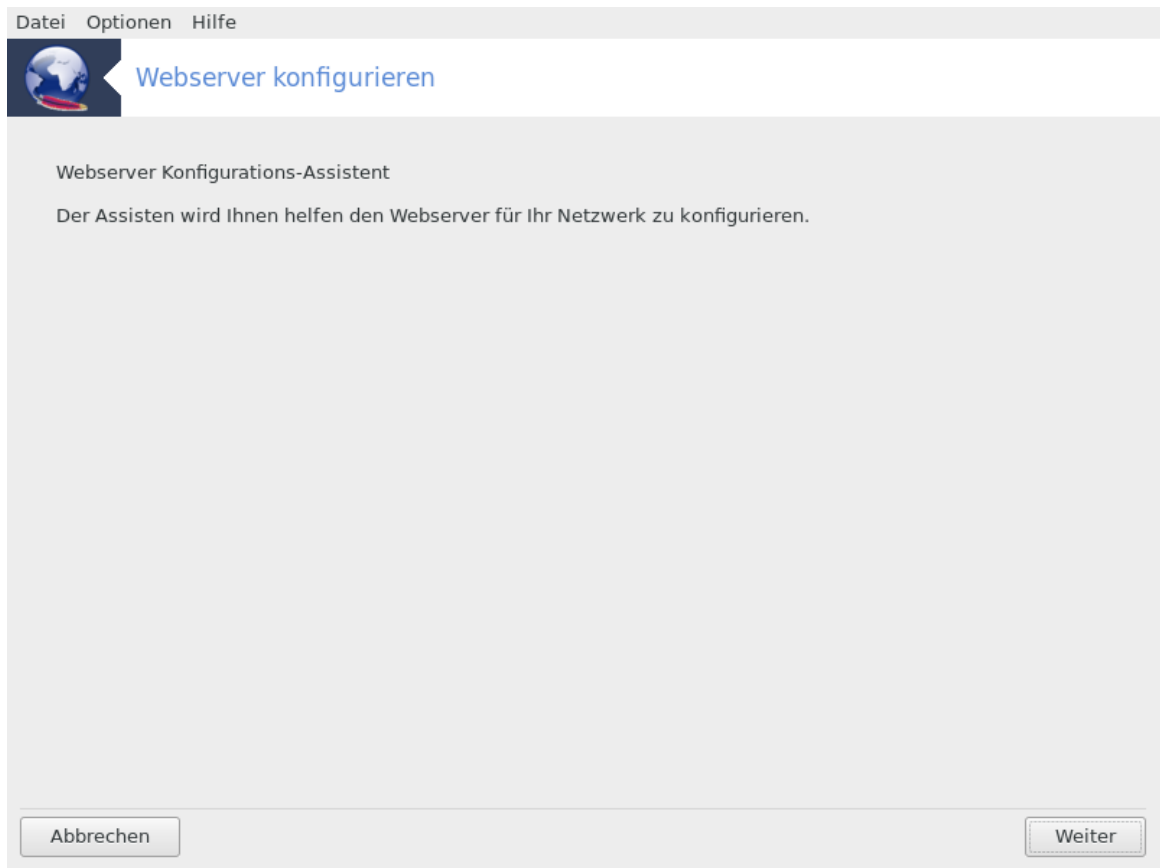 Datei Optionen Hilfe
Webserver konfigurieren
Webserver Konfigurations-Assistent
Der Assisten wird Ihnen helfen den Webserver für Ihr Netzwerk zu konfigurieren.
Abbrechen Weiter